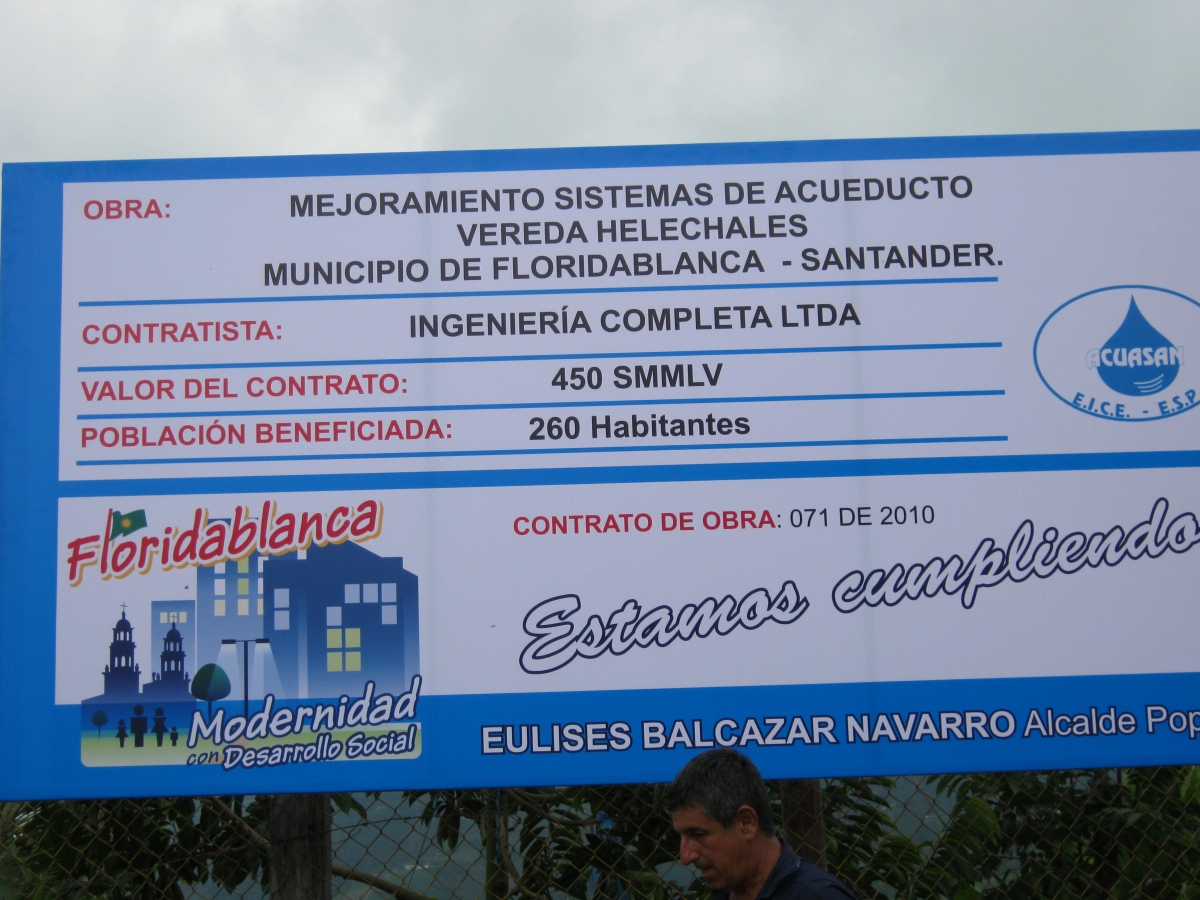 OBRA: MEJORAMIENTO SISTEMAS DE ACUEDUCTO
VEREDA HELECHALES
MUNICIPIO DE FLORIDABLANCA - SANTANDER.
CONTRATISTA: INGENIERÍA COMPLETA LTDA
VALOR DEL CONTRATO: 450 SMMLV
POBLACIÓN BENEFICIADA: 260 Habitantes
ACUASAN
E.I.C.E. - E.S.P
Floridablanca
Modernidad
con Desarrollo Social
CONTRATO DE OBRA: 071 DE 2010
Estamos cumpliendo
EULISES BALCAZAR NAVARRO Alcalde Pop